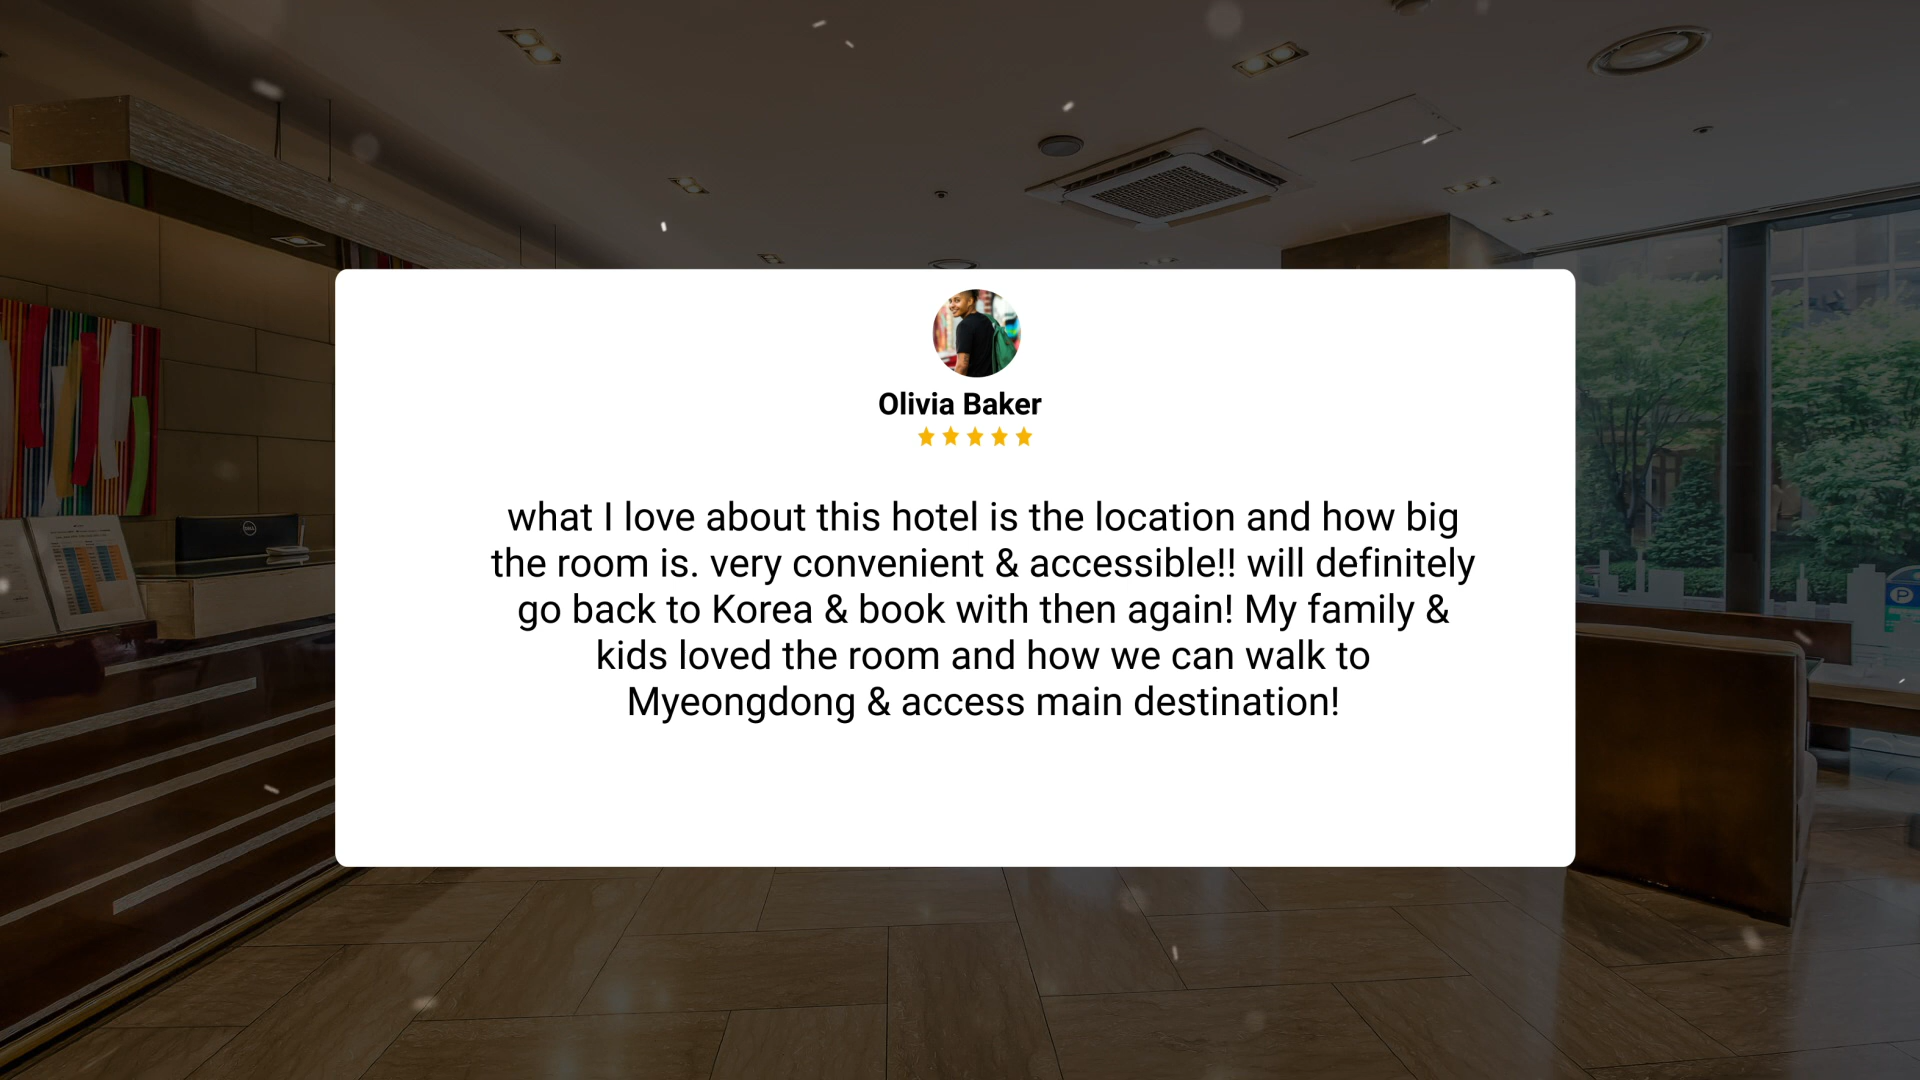 Olivia Baker
what I love about this hotel is the location and how big
the room is. very convenient & accessible!! will definitely
go back to Korea & book with then again! My family &
kids loved the room and how we can walk to
Myeongdong & access main destination!
DELL
P